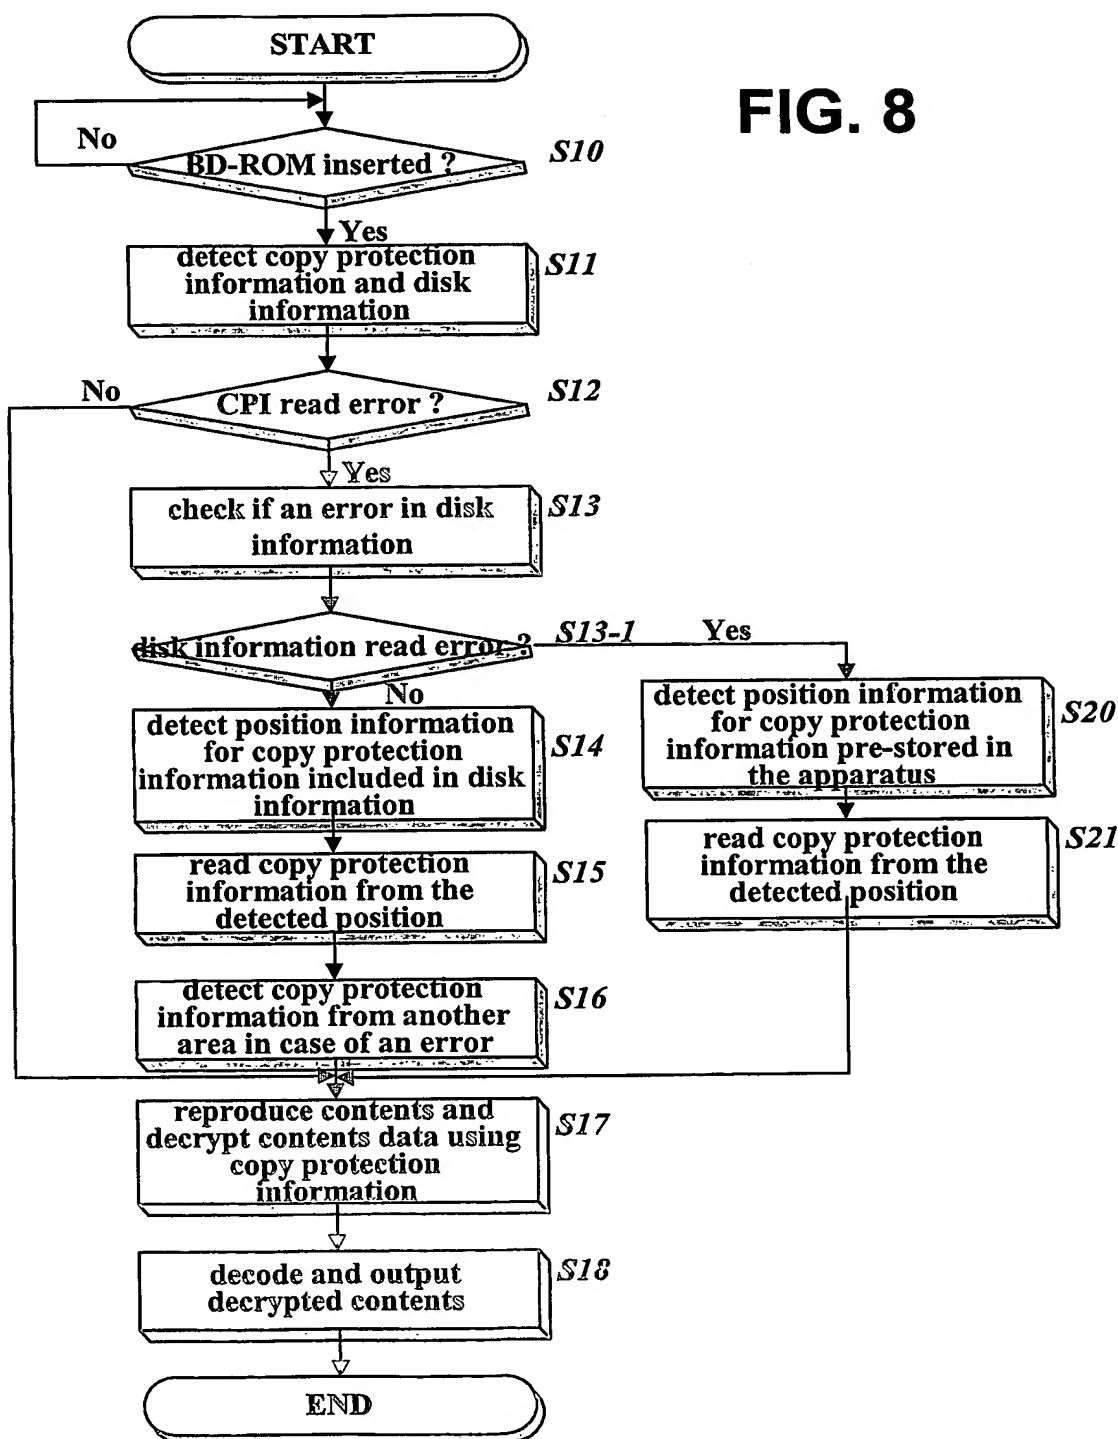 START
FIG. 8
No
BD-ROM inserted ?
S10
Yes
detect copy protection
information and disk
information
S11
No
CPI read error ?
S12
Yes
check if an error in disk
information
S13
disk information read error ?
S13-1
Yes
No
detect position information
for copy protection
information included in disk
information
S14
detect position information
for copy protection
information pre-stored in
the apparatus
S20
read copy protection
information from the
detected position
S15
read copy protection
information from the
detected position
S21
detect copy protection
information from another
area in case of an error
S16
reproduce contents and
decrypt contents data using
copy protection
information
S17
decode and output
decrypted contents
S18
END